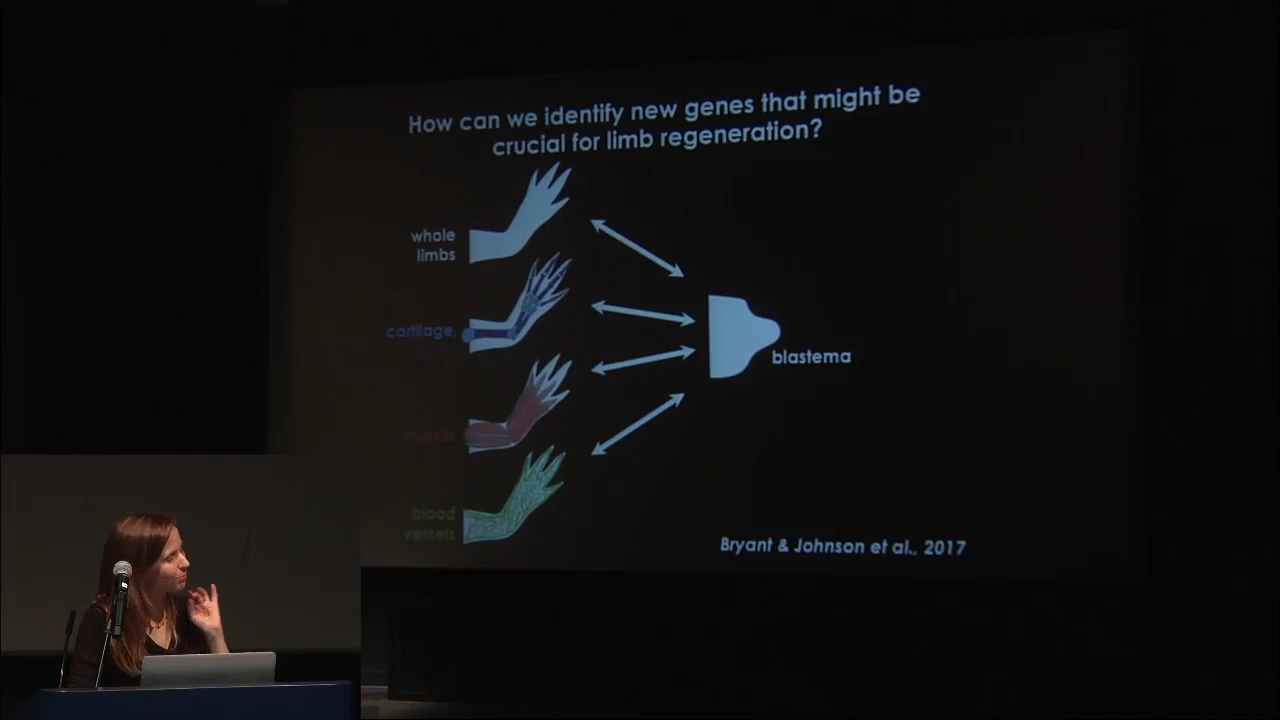 How can we identify new genes that might be
crucial for limb regeneration?
whole
limbs
cartilage,
muscle
blood
vessels
blastema
Bryant & Johnson et al., 2017